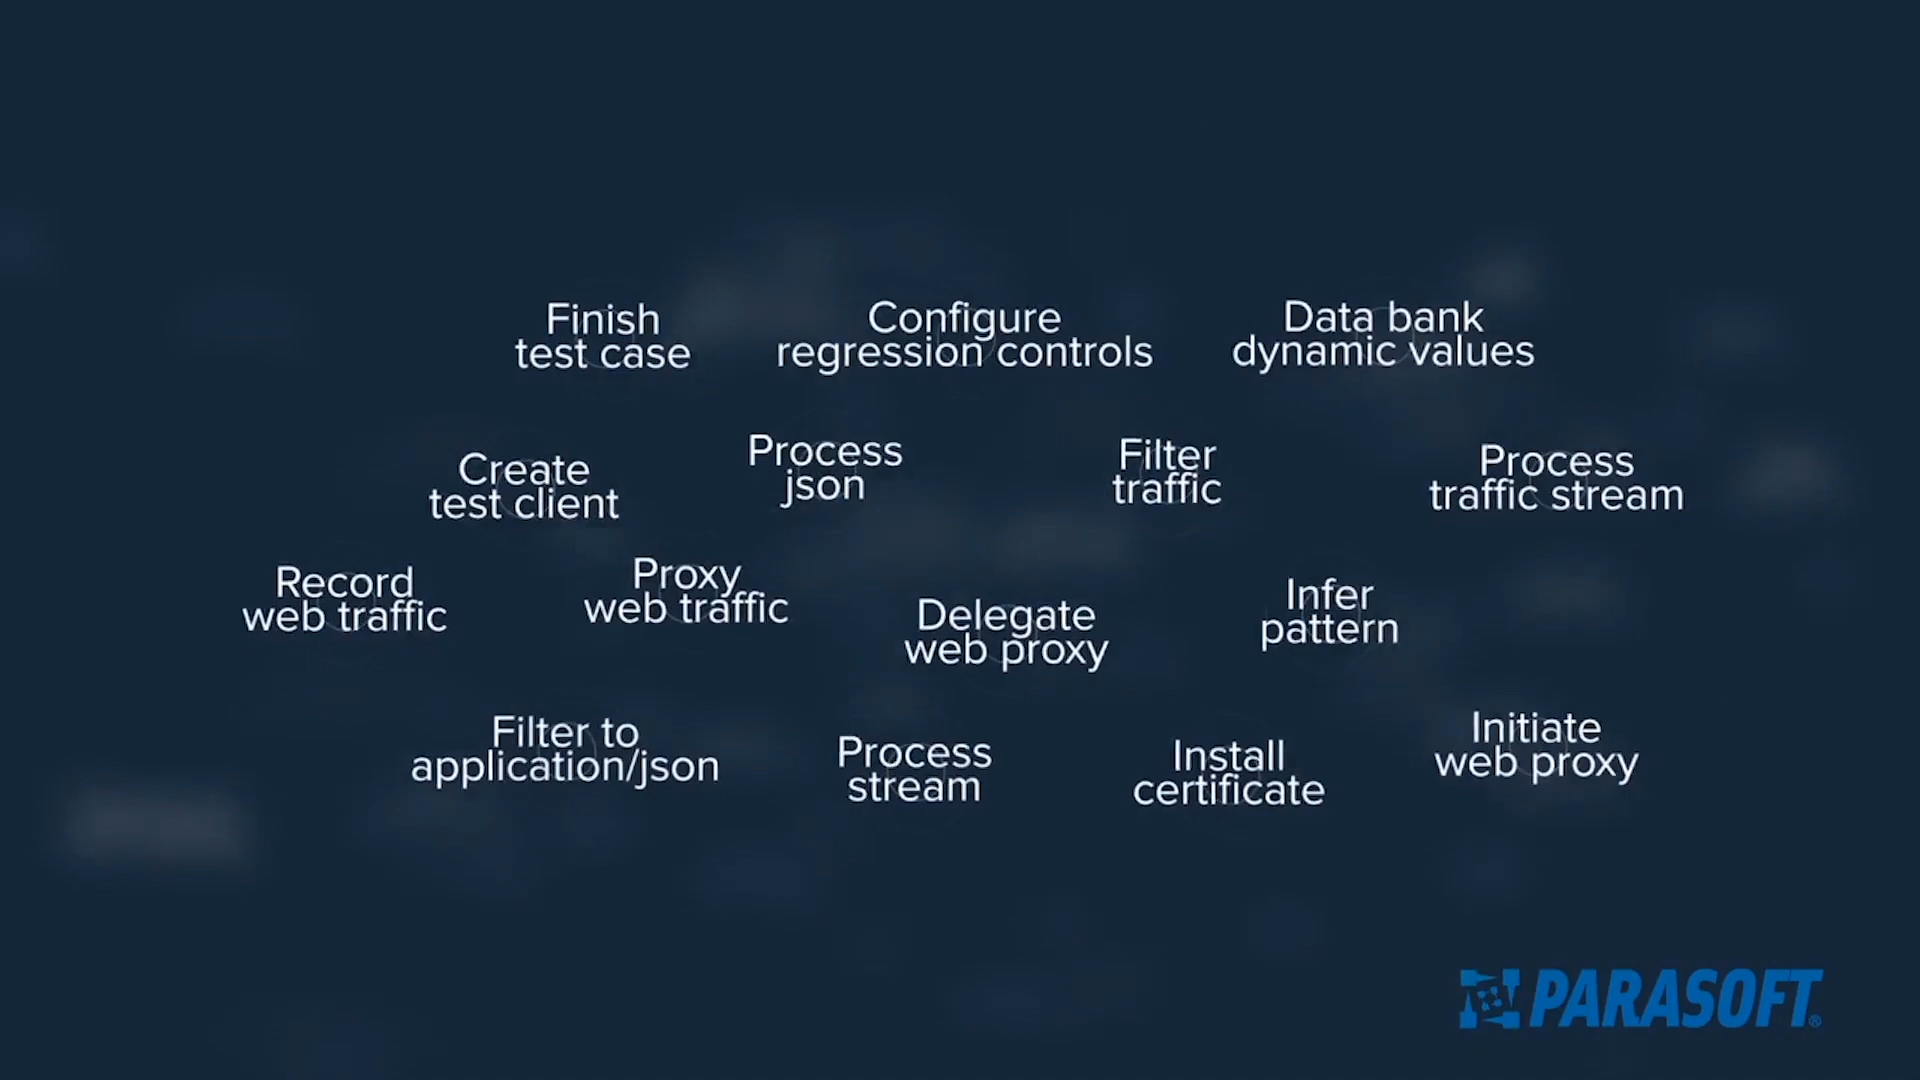 Finish
test case
Configure
regression controls
Data bank
dynamic values
Create
test client
Process
json
Filter
traffic
Process
traffic stream
Record
web traffic
Proxy
web traffic
Delegate
web proxy
Infer
pattern
Filter to
application/json
Process
stream
Install
certificate
Initiate
web proxy
PARASOFT®